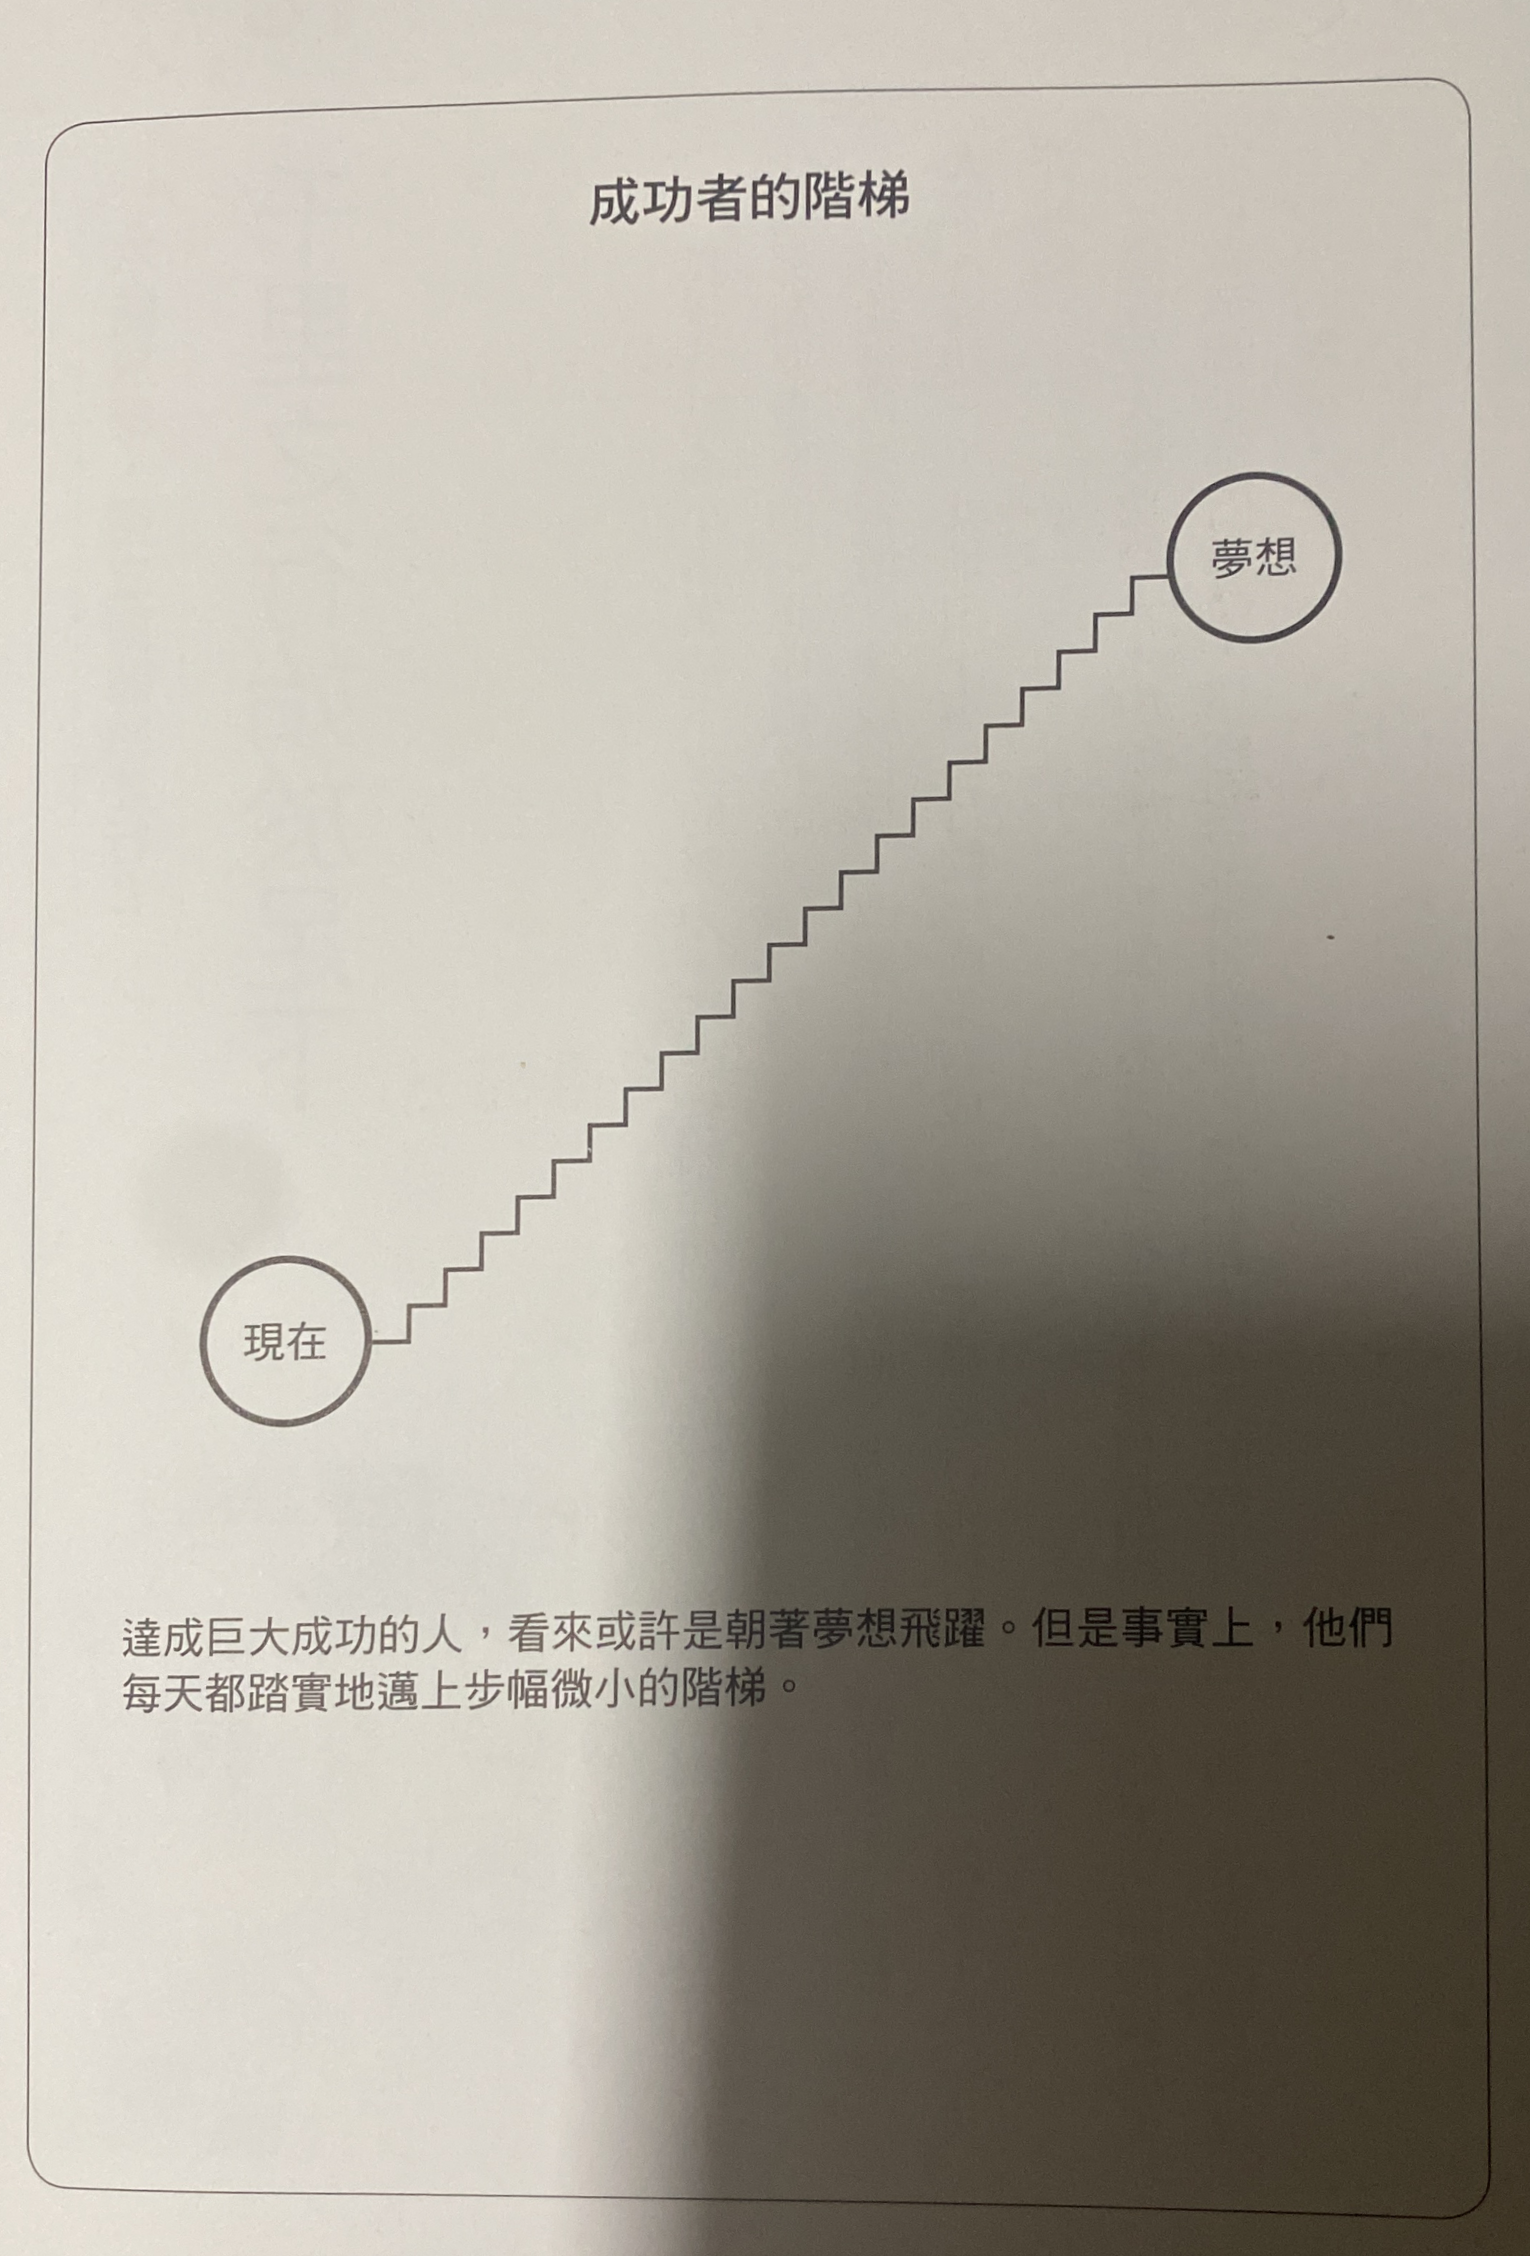 成功者的階梯
夢想
現在
達成巨大成功的人，看來或許是朝著夢想飛躍。但是事實上，他們
每天都踏實地邁上步幅微小的階梯。